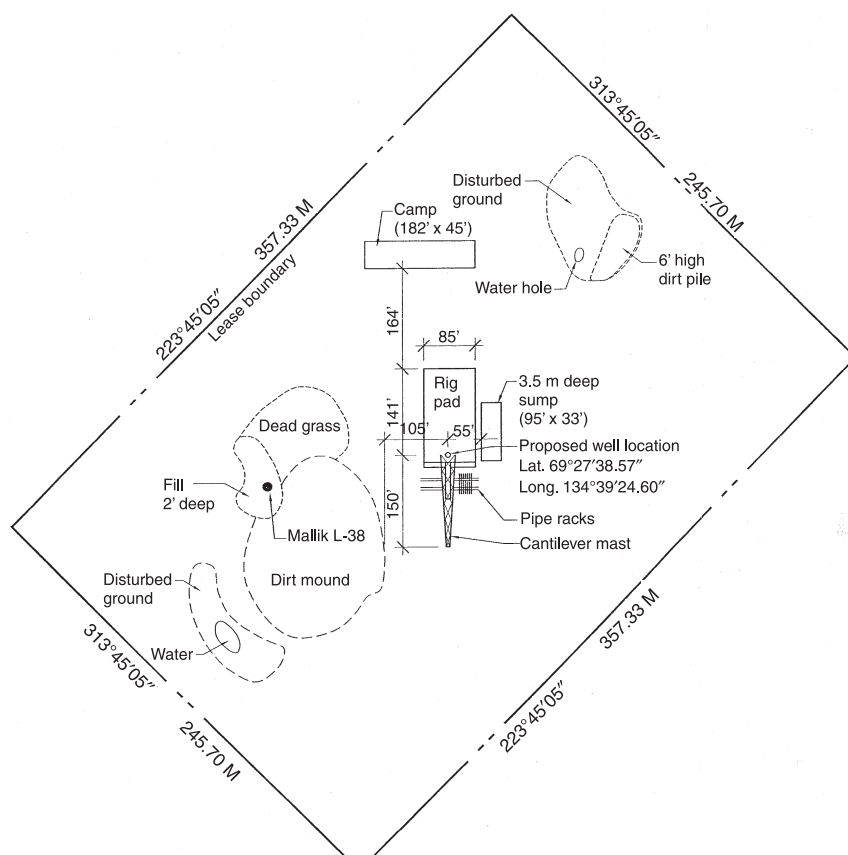 313°45′05″
245.70 M
Disturbed
ground
Camp
(182' x 45')
357.33 M
Lease boundary
223°45′05″
Water hole
6' high
dirt pile
164'
85'
Rig
pad
3.5 m deep
sump
(95' x 33')
141'
105'
55'
Dead grass
Proposed well location
Lat. 69°27′38.57″
Long. 134°39′24.60″
Fill
2' deep
150'
Pipe racks
Mallik L-38
Cantilever mast
Dirt mound
Disturbed
ground
357.33 M
Water
313°45′05″
223°45′05″
245.70 M